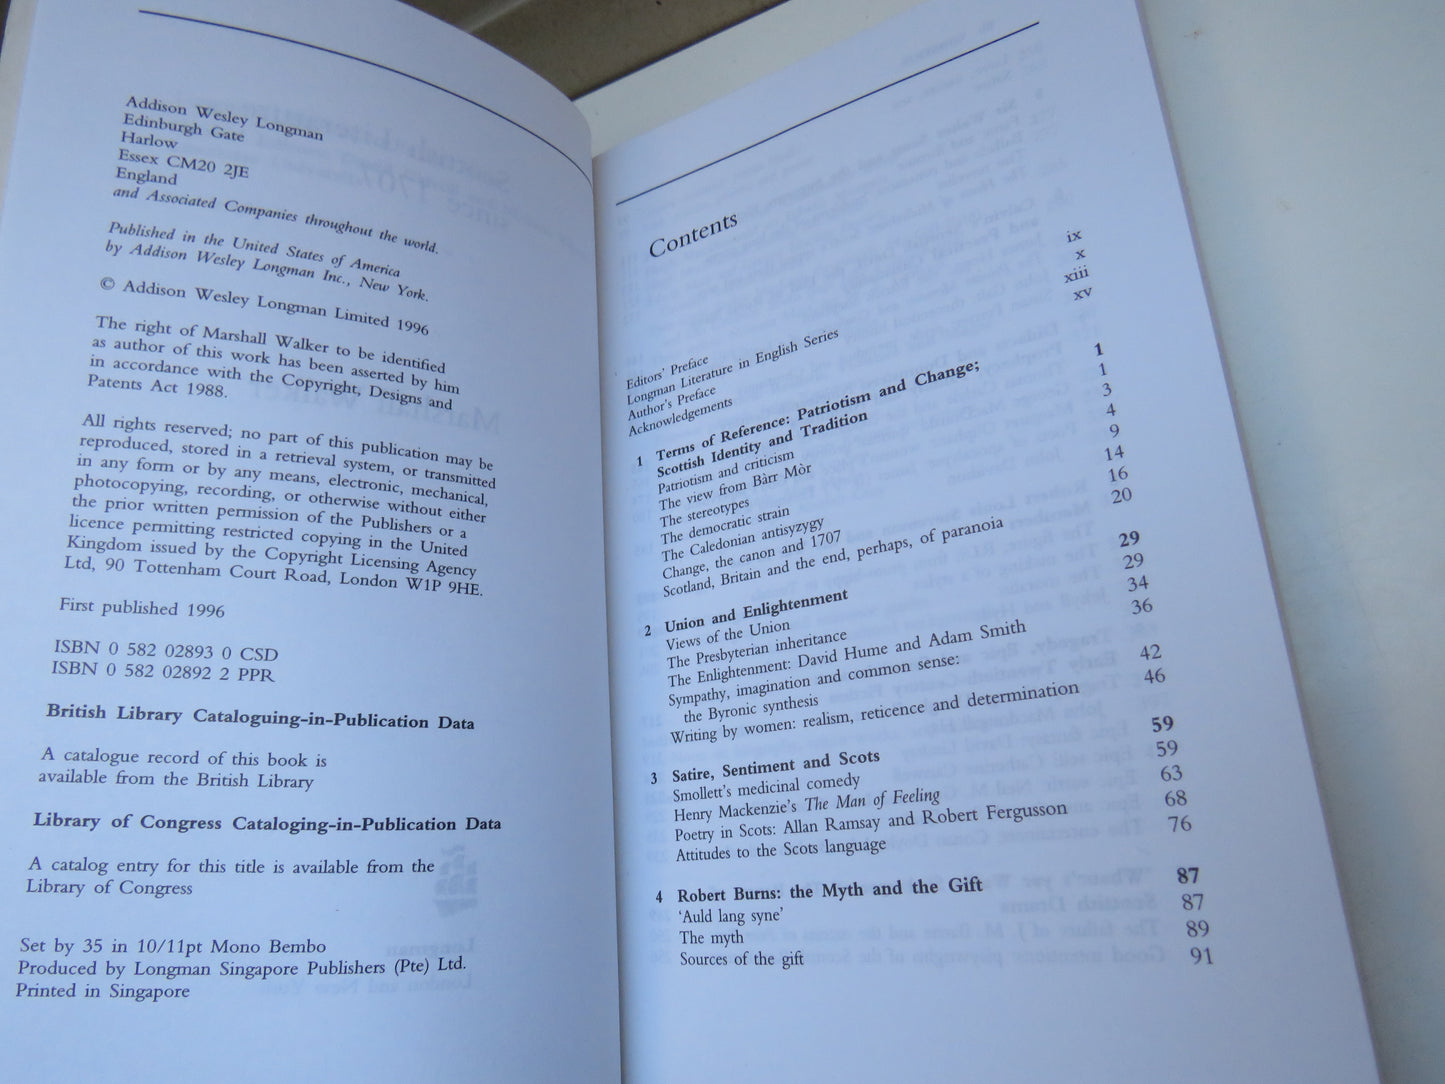 Addison Wesley Longman
Edinburgh Gate
Harlow
Essex CM20 2JE
England
and Associated Companies throughout the world.
Published in the United States of America
by Addison Wesley Longman Inc., New York.
© Addison Wesley Longman Limited 1996
The right of Marshall Walker to be identified
as author of this work has been asserted by him
in accordance with the Copyright, Designs and
Patents Act 1988.
All rights reserved; no part of this publication may be
reproduced, stored in a retrieval system, or transmitted
in any form or by any means, electronic, mechanical,
photocopying, recording, or otherwise without either
the prior written permission of the Publishers or a
licence permitting restricted copying in the United
Kingdom issued by the Copyright Licensing Agency
Ltd, 90 Tottenham Court Road, London W1P 9HE.
First published 1996
ISBN 0 582 02893 0 CSD
ISBN 0 582 02892 2 PPR
British Library Cataloguing-in-Publication Data
A catalogue record of this book is
available from the British Library
Library of Congress Cataloging-in-Publication Data
A catalog entry for this title is available from the
Library of Congress
Set by 35 in 10/11pt Mono Bembo
Produced by Longman Singapore Publishers (Pte) Ltd.
Printed in Singapore
Contents
Editors' Preface ix
Longman Literature in English Series x
Author's Preface xiii
Acknowledgements xv
1 Terms of Reference: Patriotism and Change;
Scottish Identity and Tradition 1
Patriotism and criticism 1
The view from Bàrr Mòr 3
The stereotypes 4
The democratic strain 9
The Caledonian antisyzygy 14
Change, the canon and 1707 16
Scotland, Britain and the end, perhaps, of paranoia 20
2 Union and Enlightenment 29
Views of the Union 29
The Presbyterian inheritance 34
The Enlightenment: David Hume and Adam Smith 36
Sympathy, imagination and common sense:
the Byronic synthesis 42
Writing by women: realism, reticence and determination 46
3 Satire, Sentiment and Scots 59
Smollett's medicinal comedy 59
Henry Mackenzie's The Man of Feeling 63
Poetry in Scots: Allan Ramsay and Robert Fergusson 68
Attitudes to the Scots language 76
4 Robert Burns: the Myth and the Gift 87
'Auld lang syne' 87
The myth 89
Sources of the gift 91